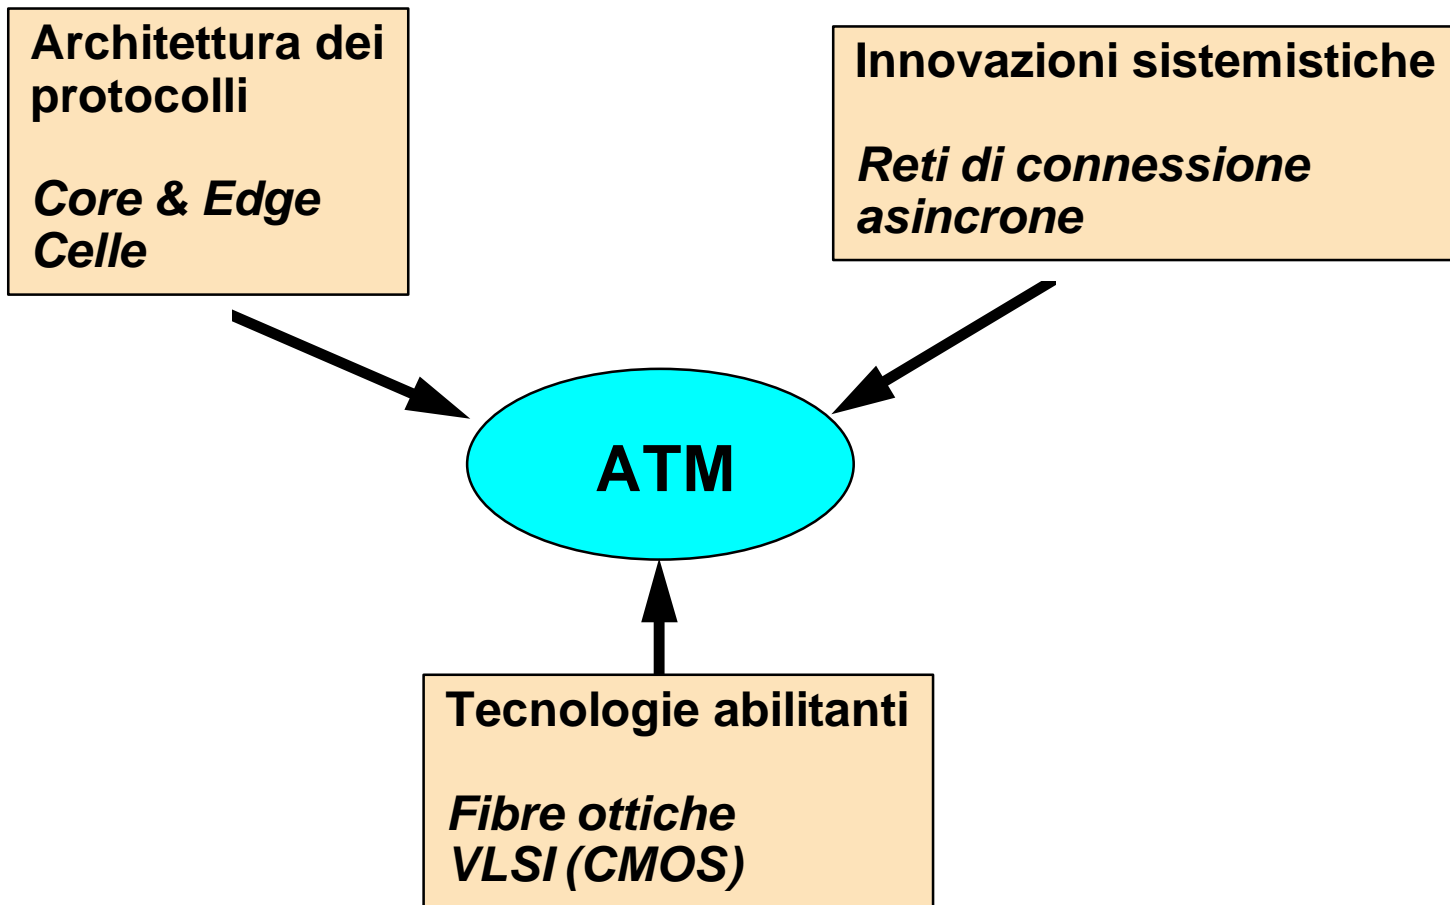 Architettura dei
protocolli
Core & Edge
Celle
Innovazioni sistemistiche
Reti di connessione
asincrone
ATM
Tecnologie abilitanti
Fibre ottiche
VLSI (CMOS)